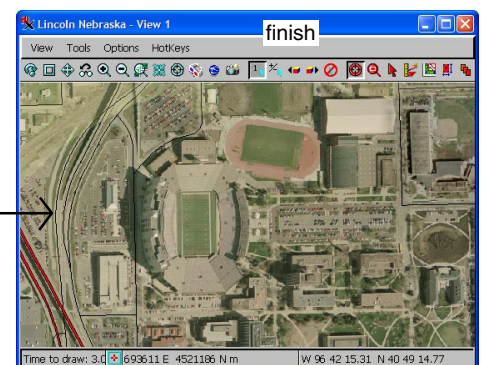 Lincoln Nebraska - View 1
finish
View Tools Options HotKeys
Time to draw: 3.0 693611 E 4521186 N m W 96 42 15.31 N 40 49 14.77